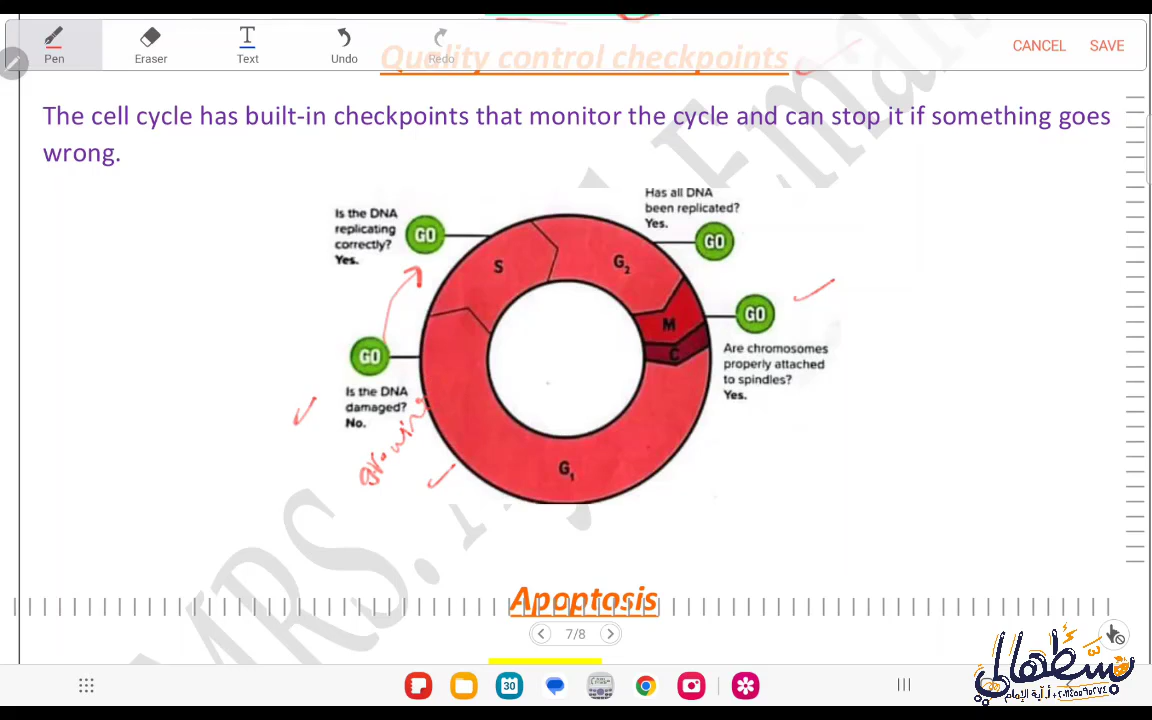 Pen
Eraser
Text
Undo
Redo
CANCEL
SAVE
Quality control checkpoints
The cell cycle has built-in checkpoints that monitor the cycle and can stop it if something goes
wrong.
Is the DNA
replicating
correctly?
Yes.
GO
Has all DNA
been replicated?
Yes.
GO
S
G2
M
C
GO
Are chromosomes
properly attached
to spindles?
Yes.
GO
Is the DNA
damaged?
No.
G1
MRS.
Apoptosis
7/8
30